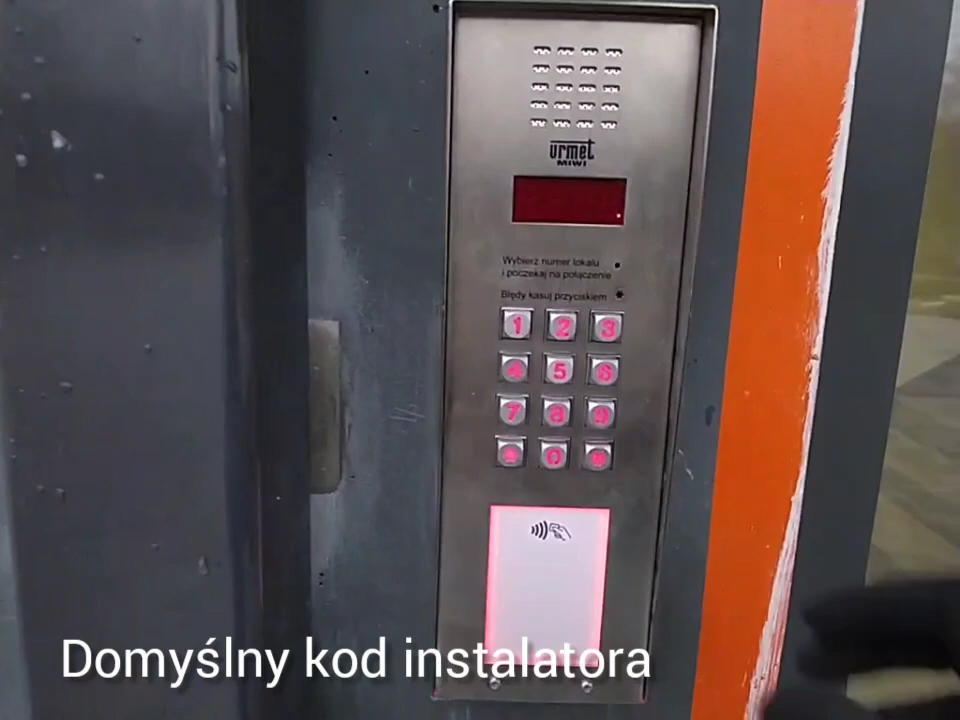 urmet
MIWI
Wybierz numer lokalu
i poczekaj na połączenie
Błędy kasuj przyciskiem *
1 2 3
4 5 6
7 8 9
0
Domyślny kod instalatora